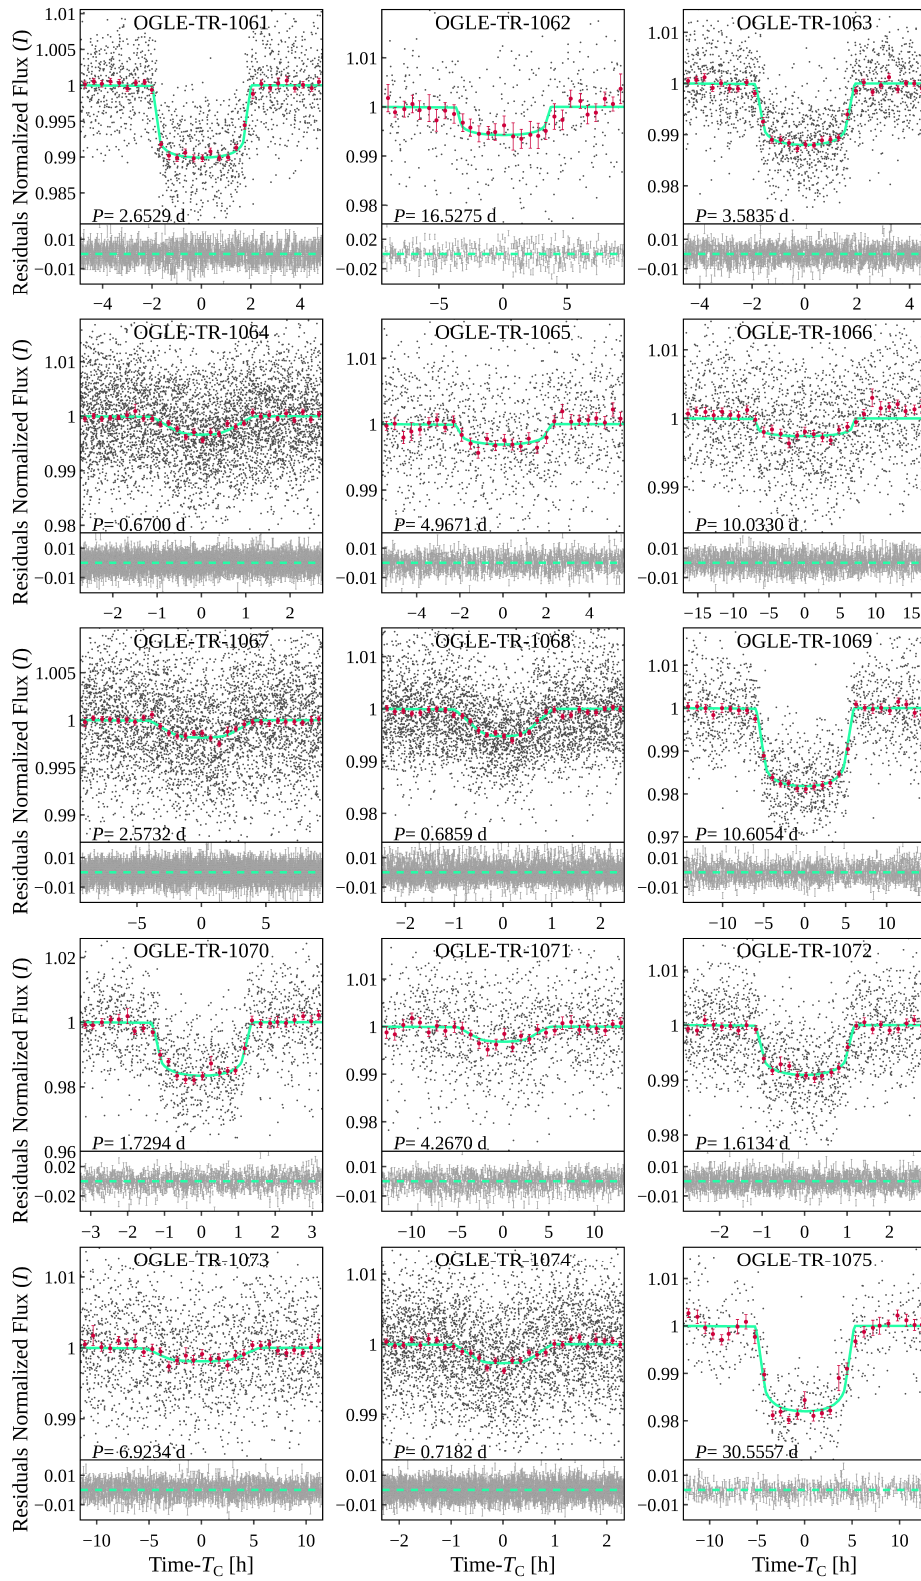 OGLE-TR-1061 OGLE-TR-1062 OGLE-TR-1063
Normalized Flux (I)
Residuals
1.01 1.005 1 0.995 0.99 0.985
P= 2.6529 d
0.01 −0.01
−4 −2 0 2 4
1.01 1 0.99 0.98
P= 16.5275 d
0.02 −0.02
−5 0 5
1.01 1 0.99 0.98
P= 3.5835 d
0.01 −0.01
−4 −2 0 2 4
OGLE-TR-1064 OGLE-TR-1065 OGLE-TR-1066
Normalized Flux (I)
Residuals
1.01 1 0.99 0.98
P= 0.6700 d
0.01 −0.01
−2 −1 0 1 2
1.01 1 0.99
P= 4.9671 d
0.01 −0.01
−4 −2 0 2 4
1.01 1 0.99
P= 10.0330 d
0.01 −0.01
−15 −10 −5 0 5 10 15
OGLE-TR-1067 OGLE-TR-1068 OGLE-TR-1069
Normalized Flux (I)
Residuals
1.005 1 0.995 0.99
P= 2.5732 d
0.01 −0.01
−5 0 5
1.01 1 0.99 0.98
P= 0.6859 d
0.01 −0.01
−2 −1 0 1 2
1.01 1 0.99 0.98 0.97
P= 10.6054 d
0.01 −0.01
−10 −5 0 5 10
OGLE-TR-1070 OGLE-TR-1071 OGLE-TR-1072
Normalized Flux (I)
Residuals
1.02 1 0.98 0.96
P= 1.7294 d
0.02 −0.02
−3 −2 −1 0 1 2 3
1.01 1 0.99 0.98
P= 4.2670 d
0.01 −0.01
−10 −5 0 5 10
1.01 1 0.99 0.98
P= 1.6134 d
0.01 −0.01
−2 −1 0 1 2
OGLE-TR-1073 OGLE-TR-1074 OGLE-TR-1075
Normalized Flux (I)
Residuals
1.01 1 0.99
P= 6.9234 d
0.01 −0.01
−10 −5 0 5 10
1.01 1 0.99
P= 0.7182 d
0.01 −0.01
−2 −1 0 1 2
1.01 1 0.99 0.98
P= 30.5557 d
0.01 −0.01
−10 −5 0 5 10
Time-TC [h] Time-TC [h] Time-TC [h]